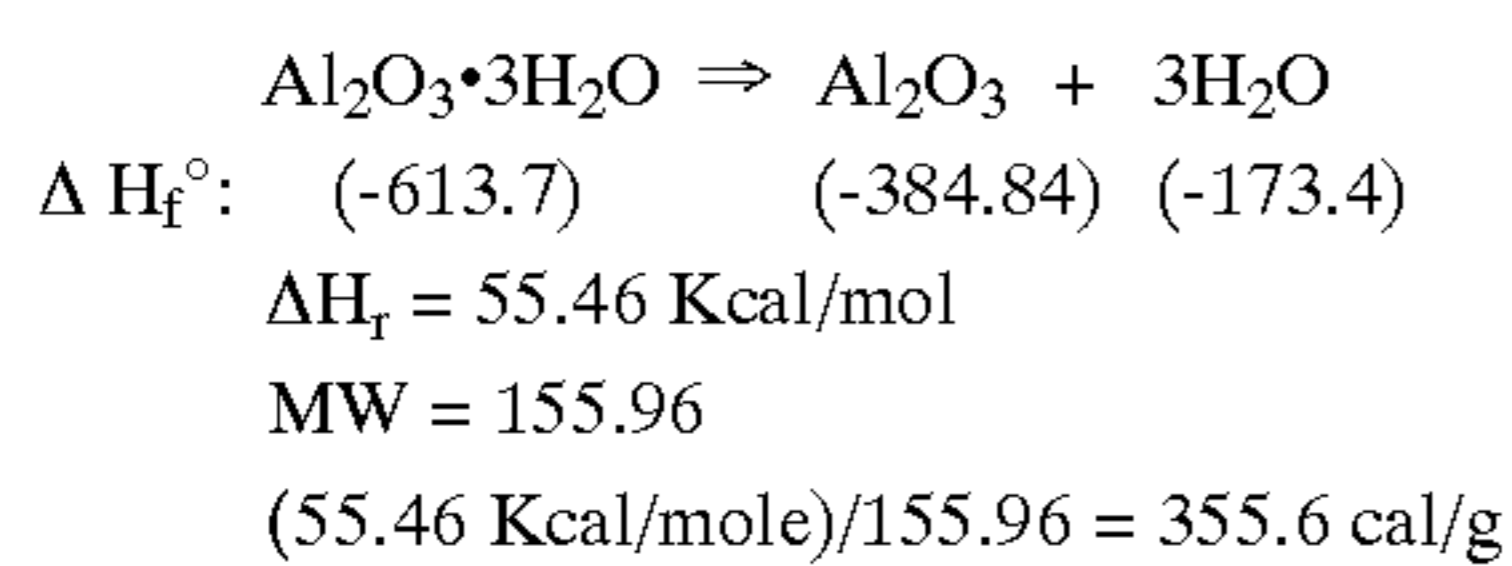 Al₂O₃•3H₂O ⇒ Al₂O₃ + 3H₂O
Δ H_f°: (-613.7) (-384.84) (-173.4)
ΔHᵣ = 55.46 Kcal/mol
MW = 155.96
(55.46 Kcal/mole)/155.96 = 355.6 cal/g